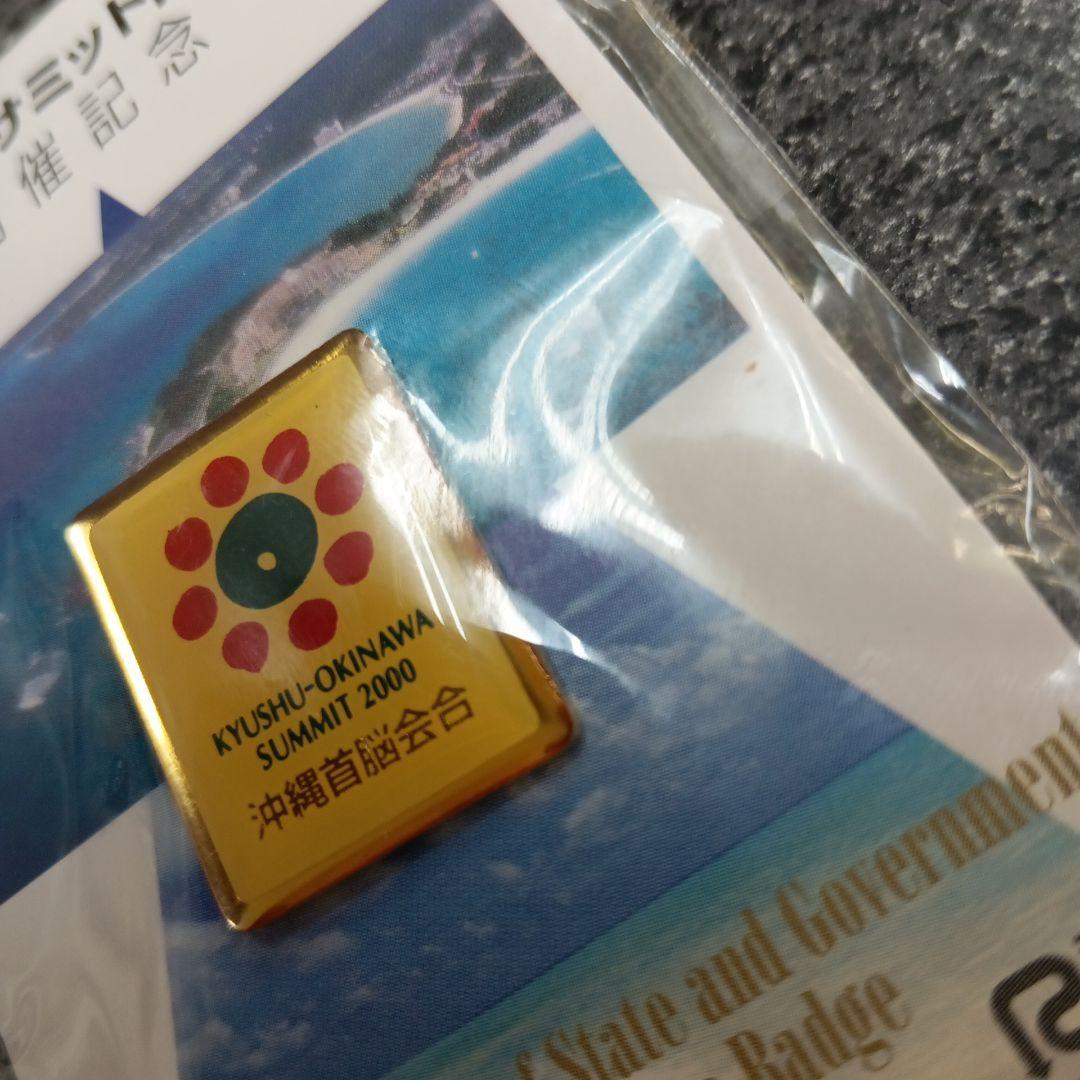 サミット
催記念
KYUSHU-OKINAWA
SUMMIT 2000
沖縄首脳会合
State and Government
Badge